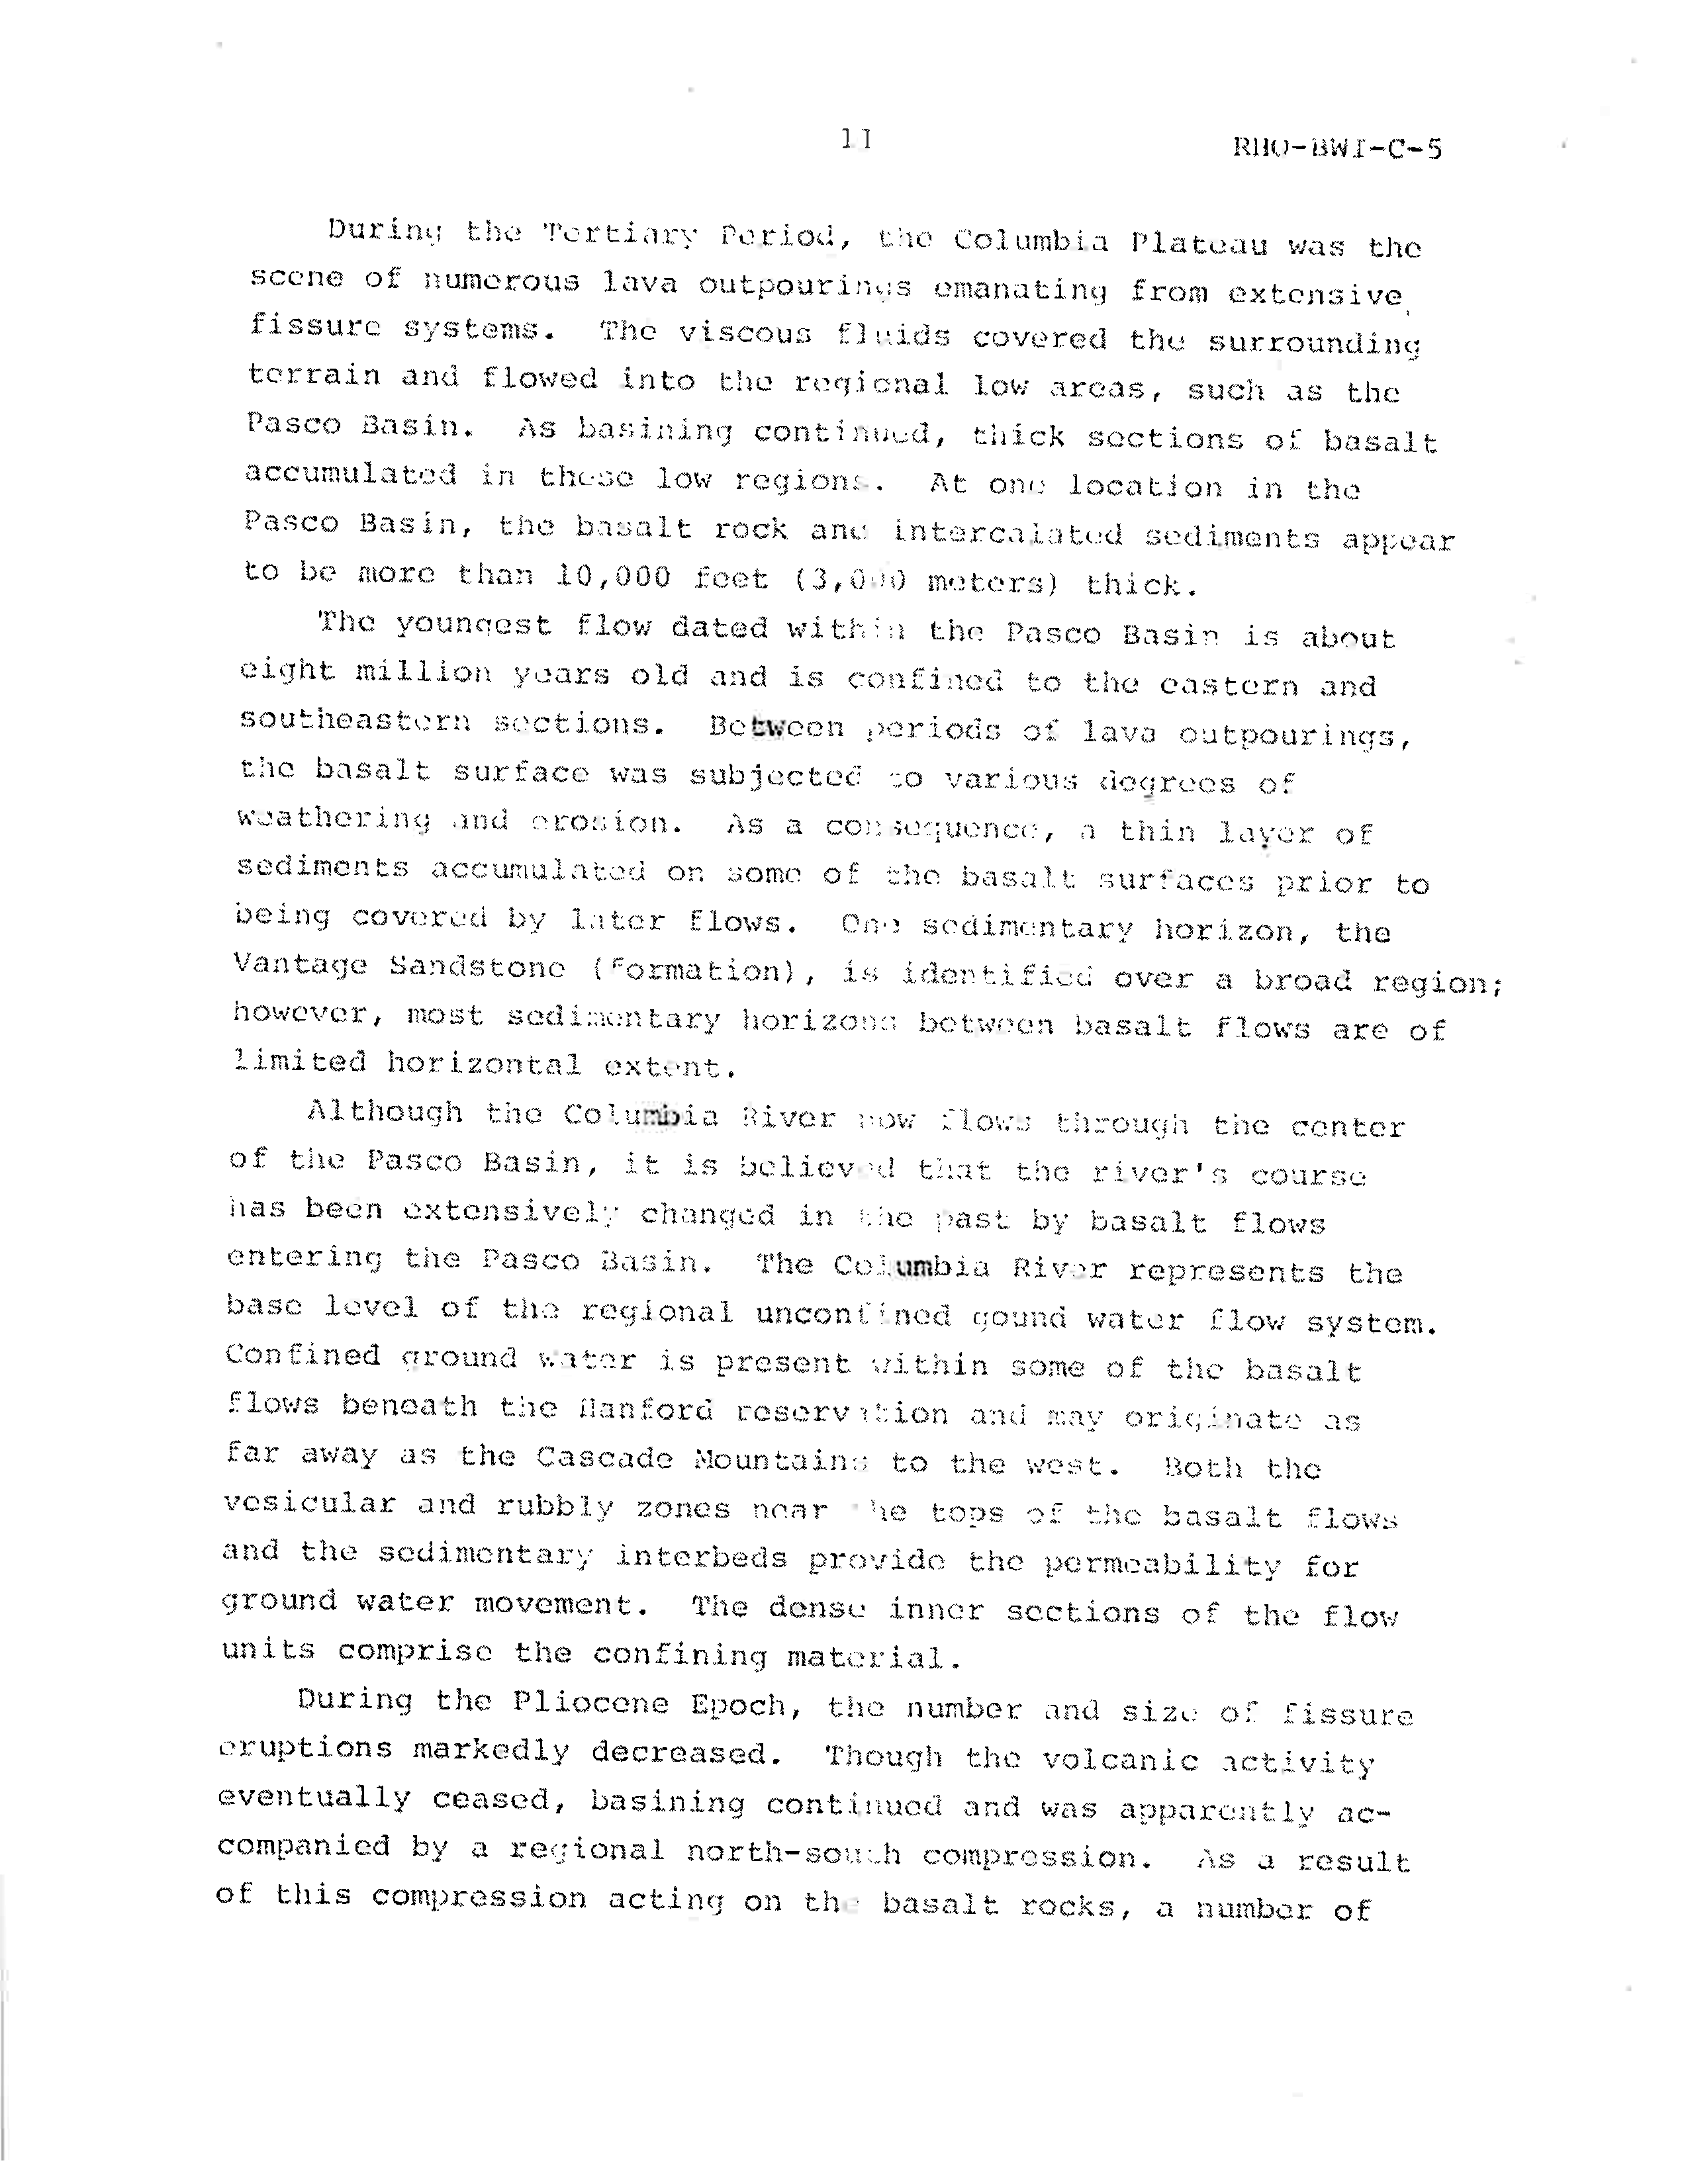 11
RHO-BWI-C-5
During the Tertiary Period, the Columbia Plateau was the
scene of numerous lava outpourings emanating from extensive
fissure systems. The viscous fluids covered the surrounding
terrain and flowed into the regional low areas, such as the
Pasco Basin. As basining continued, thick sections of basalt
accumulated in these low regions. At one location in the
Pasco Basin, the basalt rock and intercalated sediments appear
to be more than 10,000 feet (3,000 meters) thick.
The youngest flow dated within the Pasco Basin is about
eight million years old and is confined to the eastern and
southeastern sections. Between periods of lava outpourings,
the basalt surface was subjected to various degrees of
weathering and erosion. As a consequence, a thin layer of
sediments accumulated on some of the basalt surfaces prior to
being covered by later flows. One sedimentary horizon, the
Vantage Sandstone (Formation), is identified over a broad region;
however, most sedimentary horizons between basalt flows are of
limited horizontal extent.
Although the Columbia River now flows through the center
of the Pasco Basin, it is believed that the river's course
has been extensively changed in the past by basalt flows
entering the Pasco Basin. The Columbia River represents the
base level of the regional unconfined gound water flow system.
Confined ground water is present within some of the basalt
flows beneath the Hanford reservation and may originate as
far away as the Cascade Mountains to the west. Both the
vesicular and rubbly zones near the tops of the basalt flows
and the sedimentary interbeds provide the permeability for
ground water movement. The dense inner sections of the flow
units comprise the confining material.
During the Pliocene Epoch, the number and size of fissure
eruptions markedly decreased. Though the volcanic activity
eventually ceased, basining continued and was apparently ac-
companied by a regional north-south compression. As a result
of this compression acting on the basalt rocks, a number of